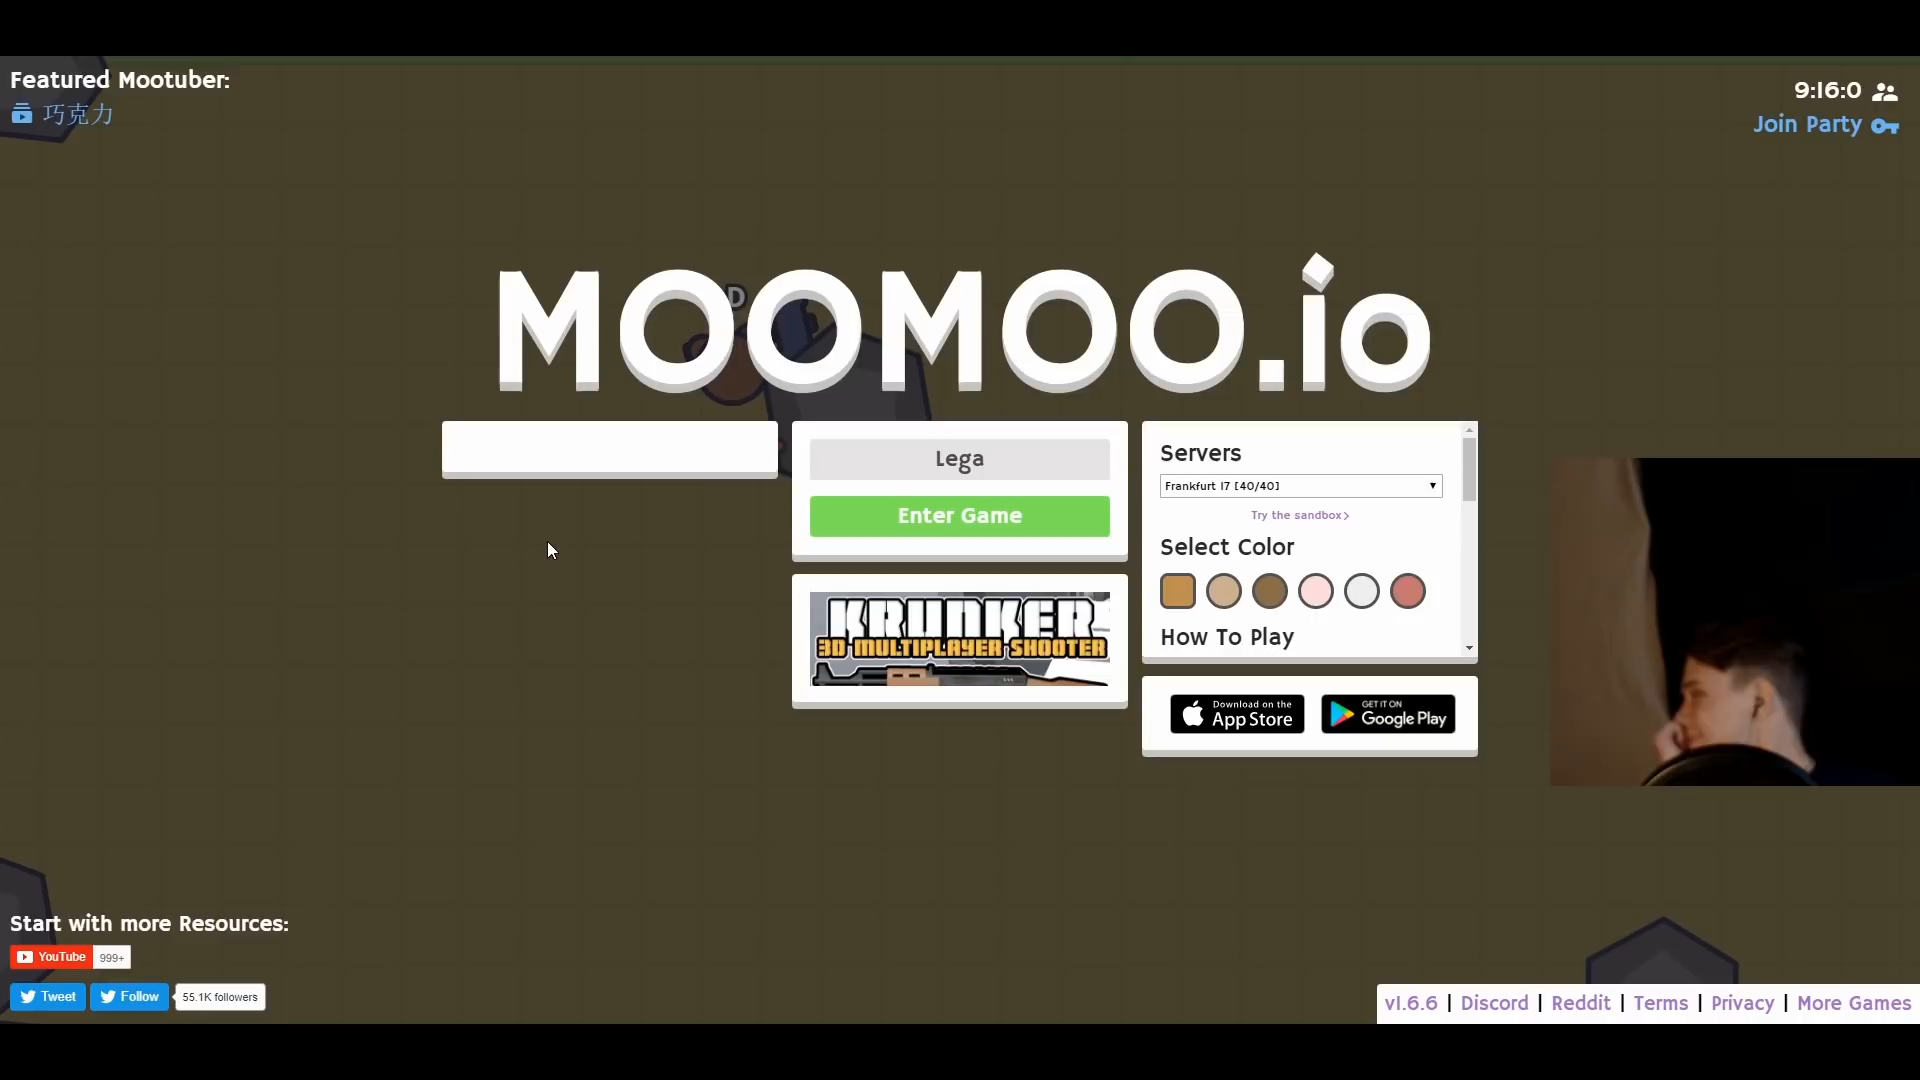 Featured Mootuber:
巧克力
9:16:0
Join Party
D
MOOMOO.io
Lega
Enter Game
KRUNKER
3D MULTIPLAYER SHOOTER
Servers
Frankfurt 17 [40/40]
Try the sandbox>
Select Color
How To Play
Download on the
App Store
GET IT ON
Google Play
Start with more Resources:
YouTube 999+
Tweet Follow 55.1K followers
v1.6.6 | Discord | Reddit | Terms | Privacy | More Games